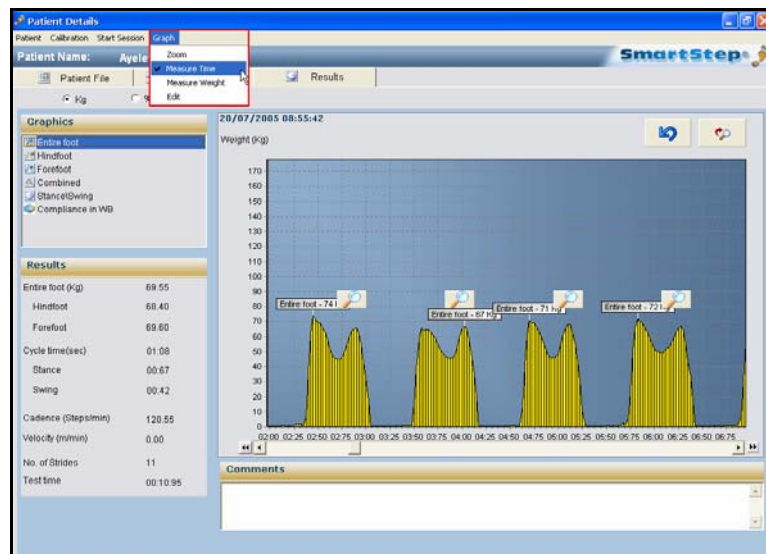 Patient Details
Patient Calibration Start Session Graph
Patient Name: Ayele
SmartStep
Zoom
Measure Time
Measure Weight
Edit
Patient File
Results
Kg
Graphics
Entire foot
Hindfoot
Forefoot
Combined
Stance\Swing
Compliance in WB
20/07/2005 08:55:42
Weight (Kg)
170
160
150
140
130
120
110
100
90
80
70
60
50
40
30
20
10
0
Entire foot - 74
Entire foot - 67 Kg
Entire foot - 71 Kg
Entire foot - 72
02:00 02:25 02:50 02:75 03:00 03:25 03:50 03:75 04:00 04:25 04:50 04:75 05:00 05:25 05:50 05:75 06:00 06:25 06:50 06:75
Results
Entire foot (Kg) 69.55
Hindfoot 60.40
Forefoot 69.60
Cycle time(sec) 01:08
Stance 00:67
Swing 00:42
Cadence (Steps/min) 120.55
Velocity (m/min) 0.00
No. of Strides 11
Test time 00:10.95
Comments